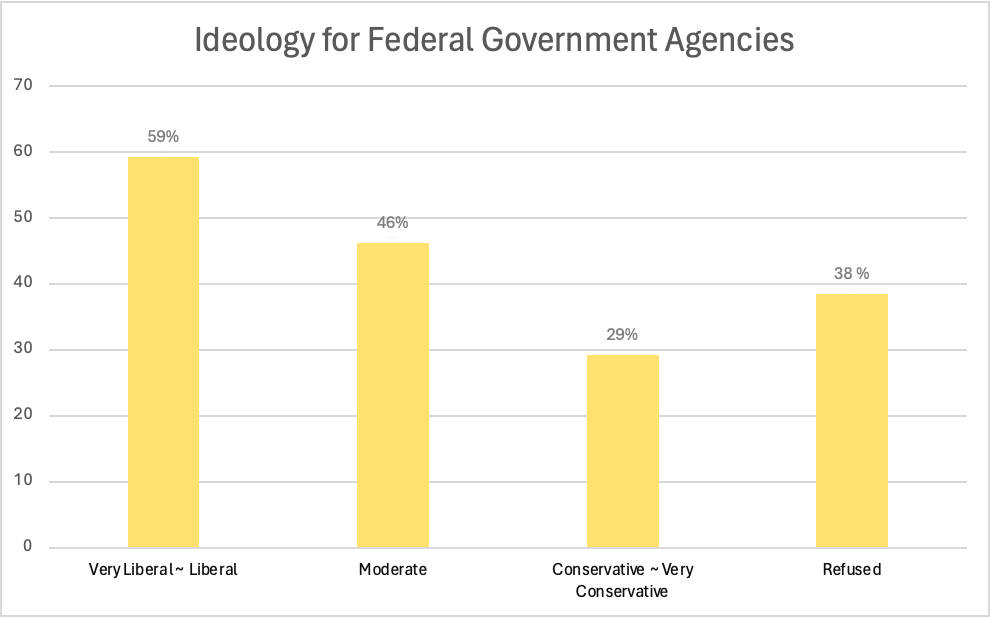 Ideology for Federal Government Agencies
70
60
50
40
30
20
10
0
59%
46%
29%
38 %
Very Liberal ~ Liberal
Moderate
Conservative ~ Very
Conservative
Refused